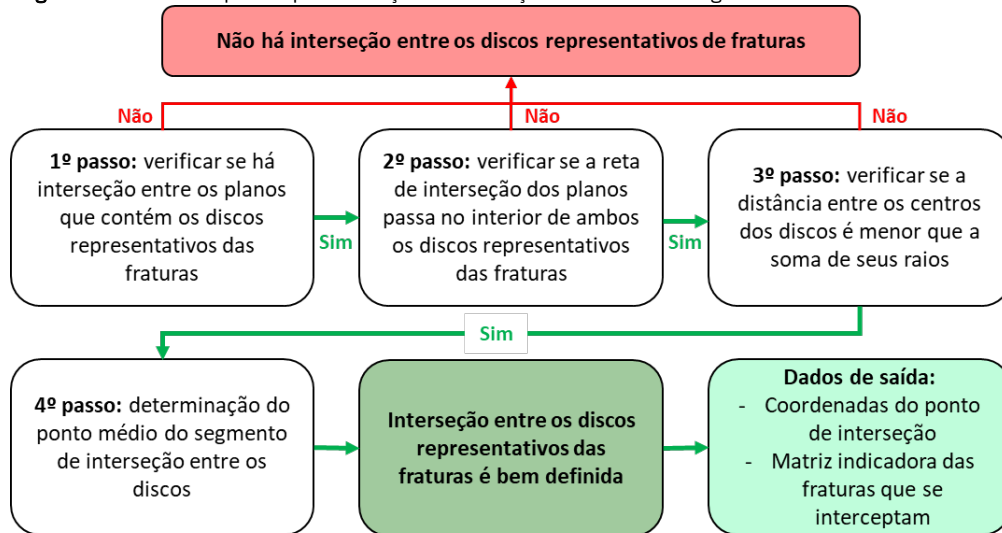 Não há interseção entre os discos representativos de fraturas
Não
Não
Não
1º passo: verificar se há
interseção entre os planos
que contém os discos
representativos das
fraturas
Sim
2º passo: verificar se a reta
de interseção dos planos
passa no interior de ambos
os discos representativos
das fraturas
Sim
3º passo: verificar se a
distância entre os centros
dos discos é menor que a
soma de seus raios
Sim
4º passo: determinação do
ponto médio do segmento
de interseção entre os
discos
Interseção entre os discos
representativos das
fraturas é bem definida
Dados de saída:
- Coordenadas do ponto
de interseção
- Matriz indicadora das
fraturas que se
interceptam